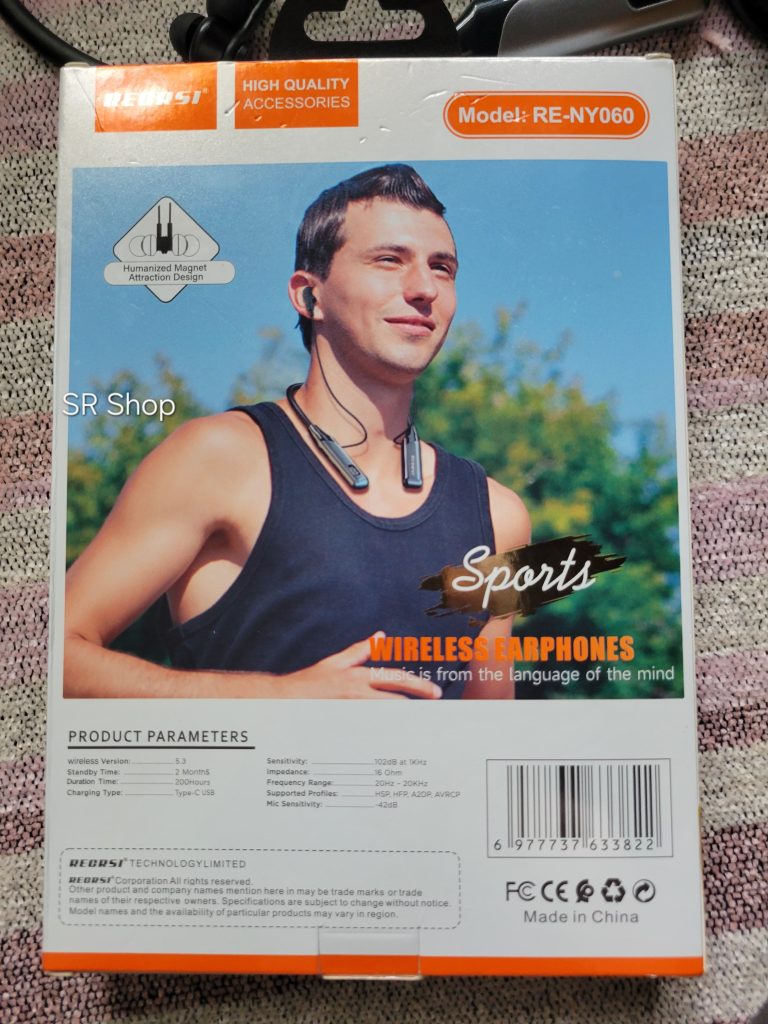 REORSI®
HIGH QUALITY
ACCESSORIES
Model: RE-NY060
Humanized Magnet
Attraction Design
SR Shop
Sports
WIRELESS EARPHONES
Music is from the language of the mind
PRODUCT PARAMETERS
wireless Version: 5.3
Standby Time: 2 MonthS
Duration Time: 200Hours
Charging Type: Type-C USB
Sensitivity: 102dB at 1KHz
Impedance: 16 Ohm
Frequency Range: 20Hz - 20KHz
Supported Profiles: HSP, HFP, A2DP, AVRCP
Mic Sensitivity: -42dB
6 977737 633822
REORSI® TECHNOLOGYLIMITED
REORSI® Corporation.All rights reserved.
Other product and company names mention here in may be trade marks or trade
names of their respective owners. Specifications are subject to change without notice.
Model names and the availability of particular products may vary in region.
FC CE
Made in China